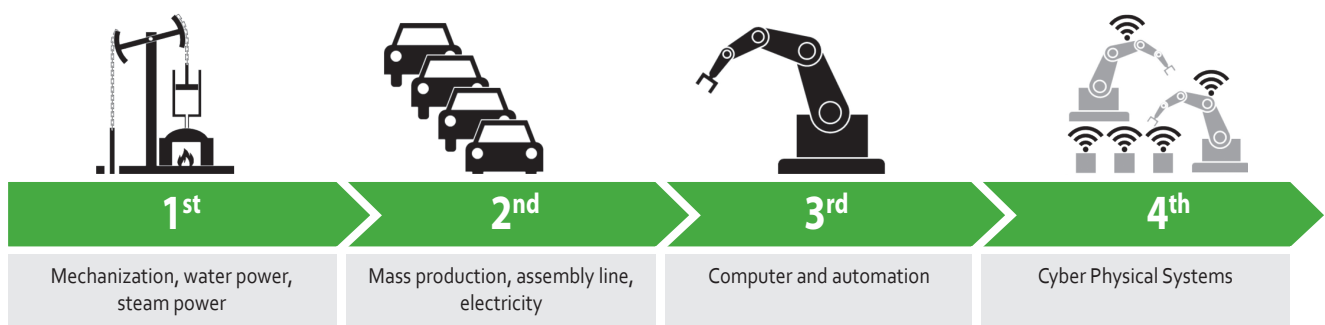 1st
2nd
3rd
4th
Mechanization, water power,
steam power
Mass production, assembly line,
electricity
Computer and automation
Cyber Physical Systems